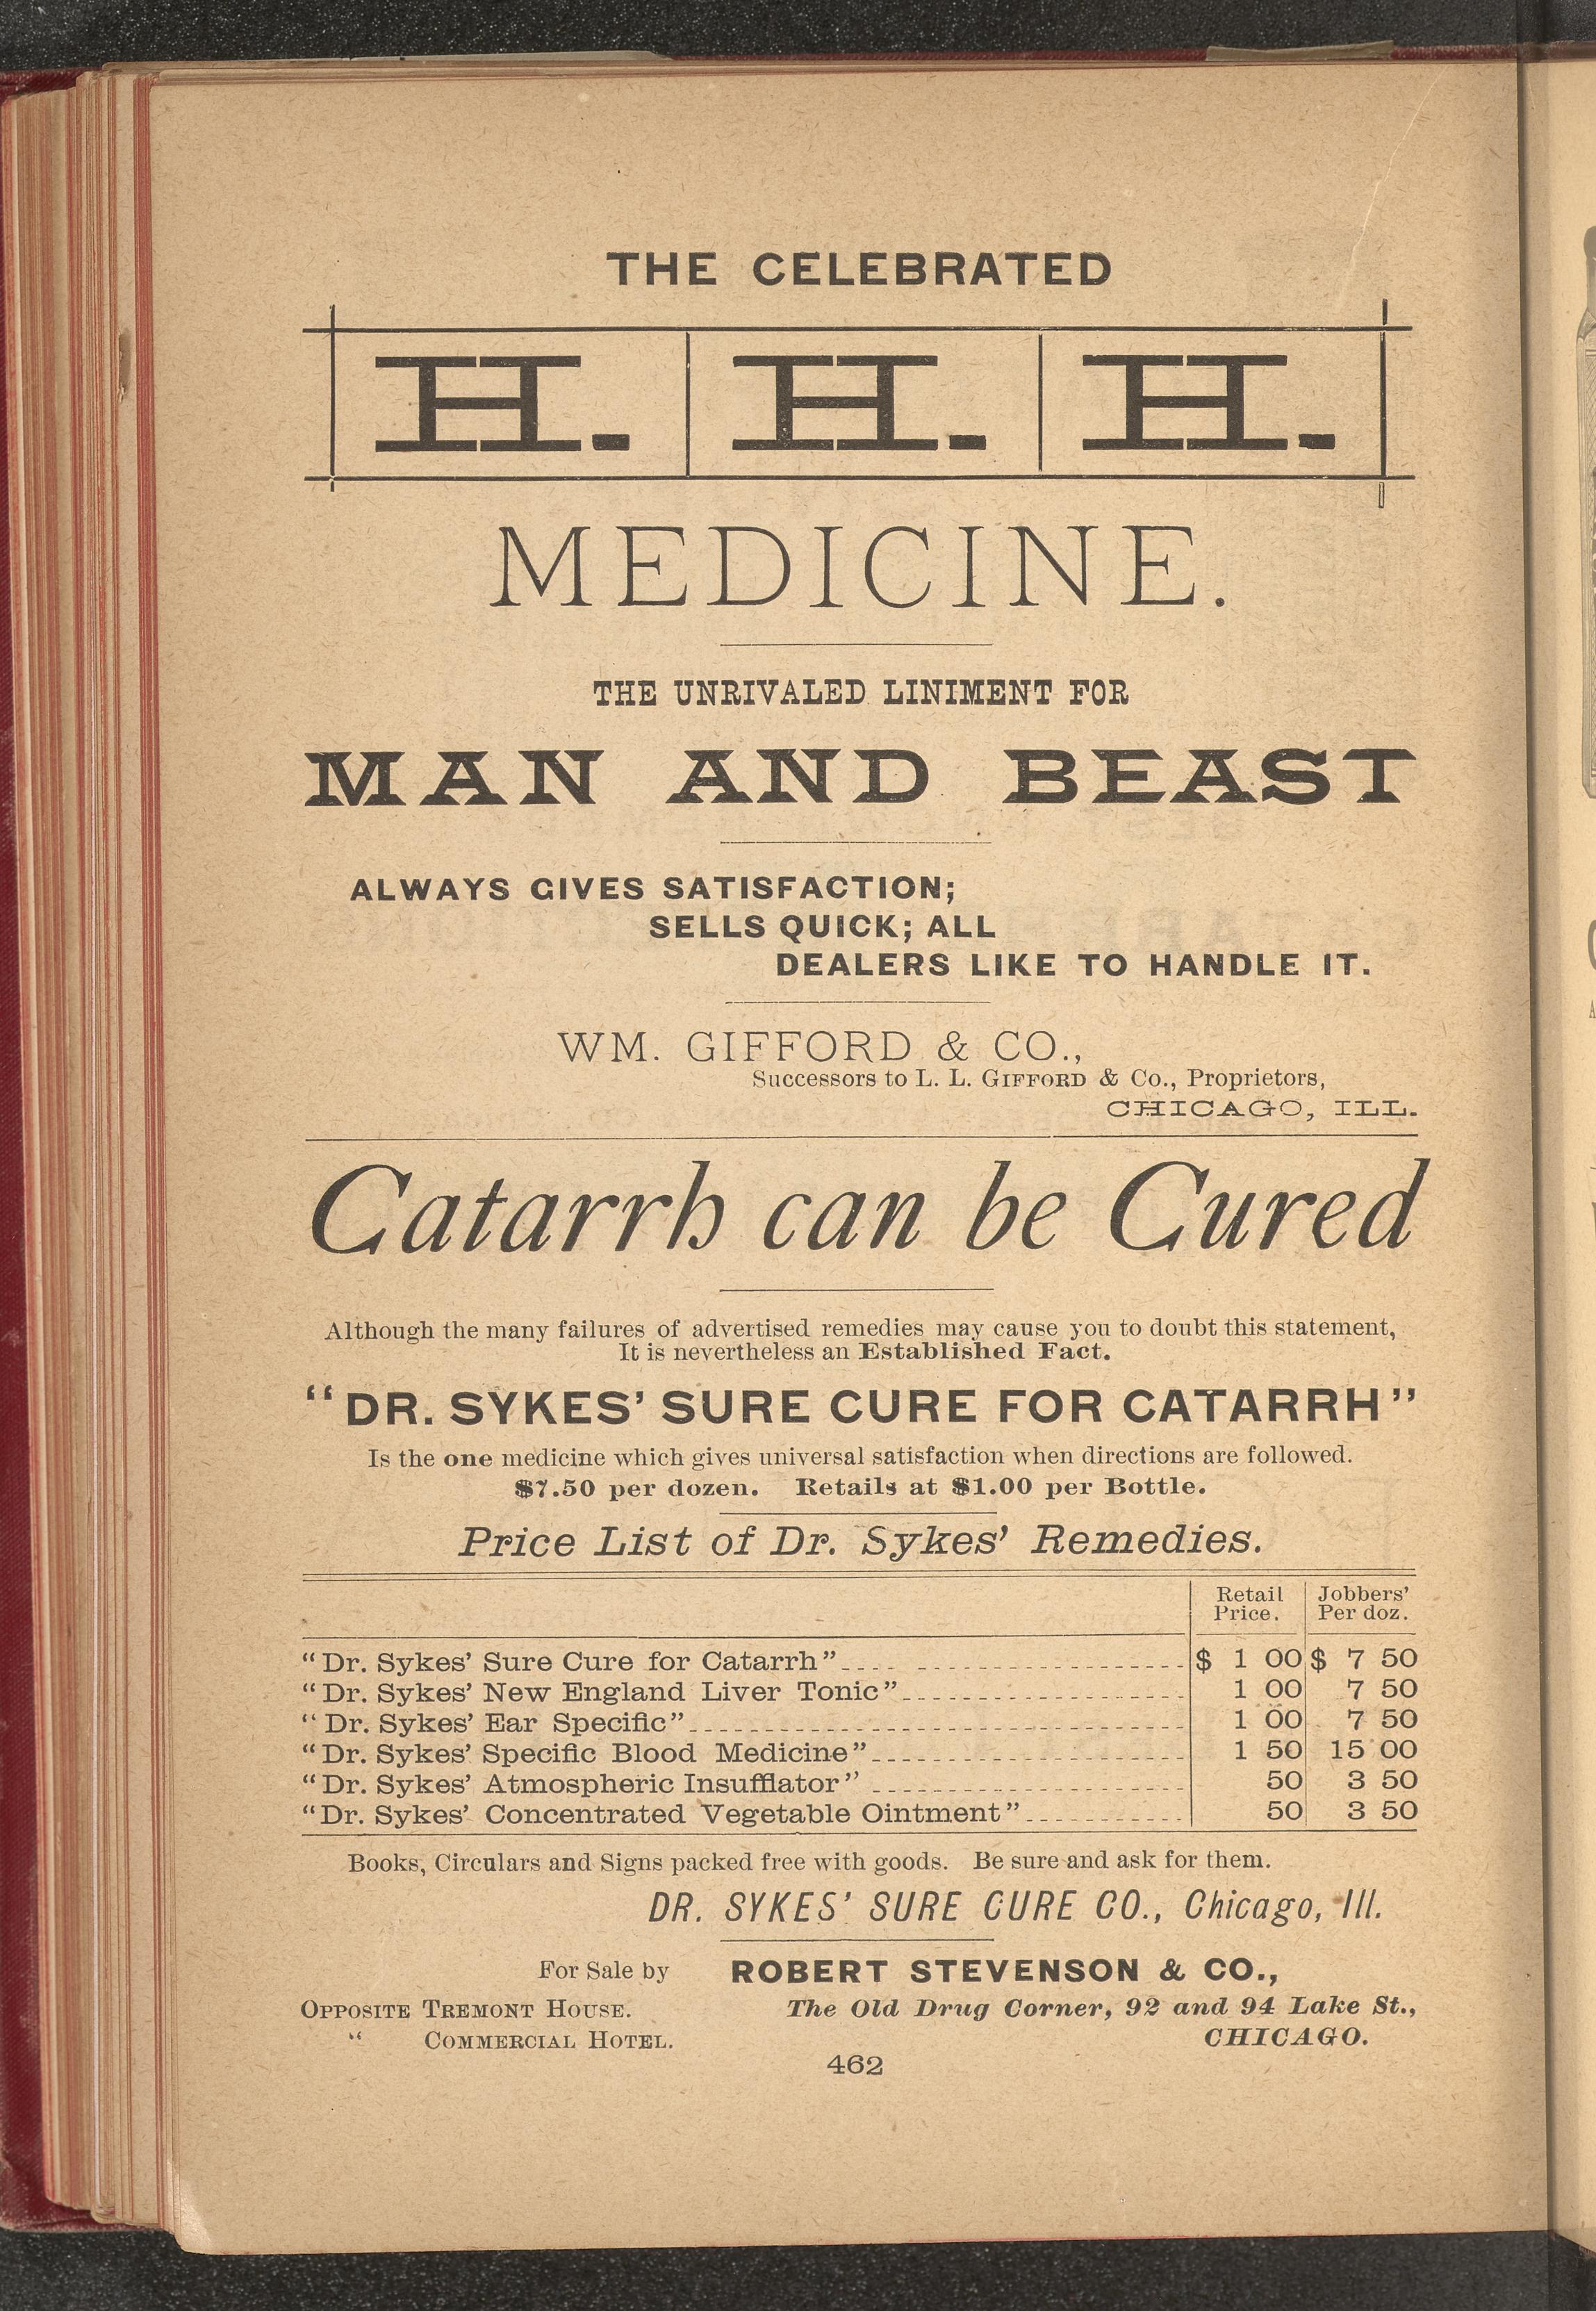 THE CELEBRATED
H. H. H.
MEDICINE.
THE UNRIVALED LINIMENT FOR
MAN AND BEAST
ALWAYS GIVES SATISFACTION;
SELLS QUICK; ALL
DEALERS LIKE TO HANDLE IT.
WM. GIFFORD & CO.,
Successors to L. L. GIFFORD & Co., Proprietors,
CHICAGO, ILL.
Catarrh can be Cured
Although the many failures of advertised remedies may cause you to doubt this statement,
It is nevertheless an Established Fact.
“DR. SYKES’ SURE CURE FOR CATARRH”
Is the one medicine which gives universal satisfaction when directions are followed.
$7.50 per dozen. Retails at $1.00 per Bottle.
Price List of Dr. Sykes’ Remedies.
Retail Price. Jobbers’ Per doz.
“Dr. Sykes’ Sure Cure for Catarrh” $ 1 00 $ 7 50
“Dr. Sykes’ New England Liver Tonic” 1 00 7 50
“Dr. Sykes’ Ear Specific” 1 00 7 50
“Dr. Sykes’ Specific Blood Medicine” 1 50 15 00
“Dr. Sykes’ Atmospheric Insufflator” 50 3 50
“Dr. Sykes’ Concentrated Vegetable Ointment” 50 3 50
Books, Circulars and Signs packed free with goods. Be sure and ask for them.
DR. SYKES’ SURE CURE CO., Chicago, Ill.
For Sale by ROBERT STEVENSON & CO.,
OPPOSITE TREMONT HOUSE. The Old Drug Corner, 92 and 94 Lake St.,
“ COMMERCIAL HOTEL. CHICAGO.
462